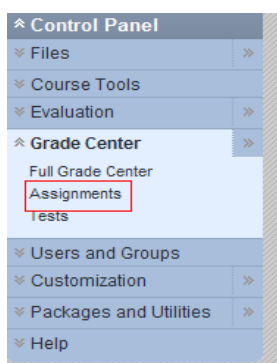 Control Panel
Files
Course Tools
Evaluation
Grade Center
Full Grade Center
Assignments
Tests
Users and Groups
Customization
Packages and Utilities
Help